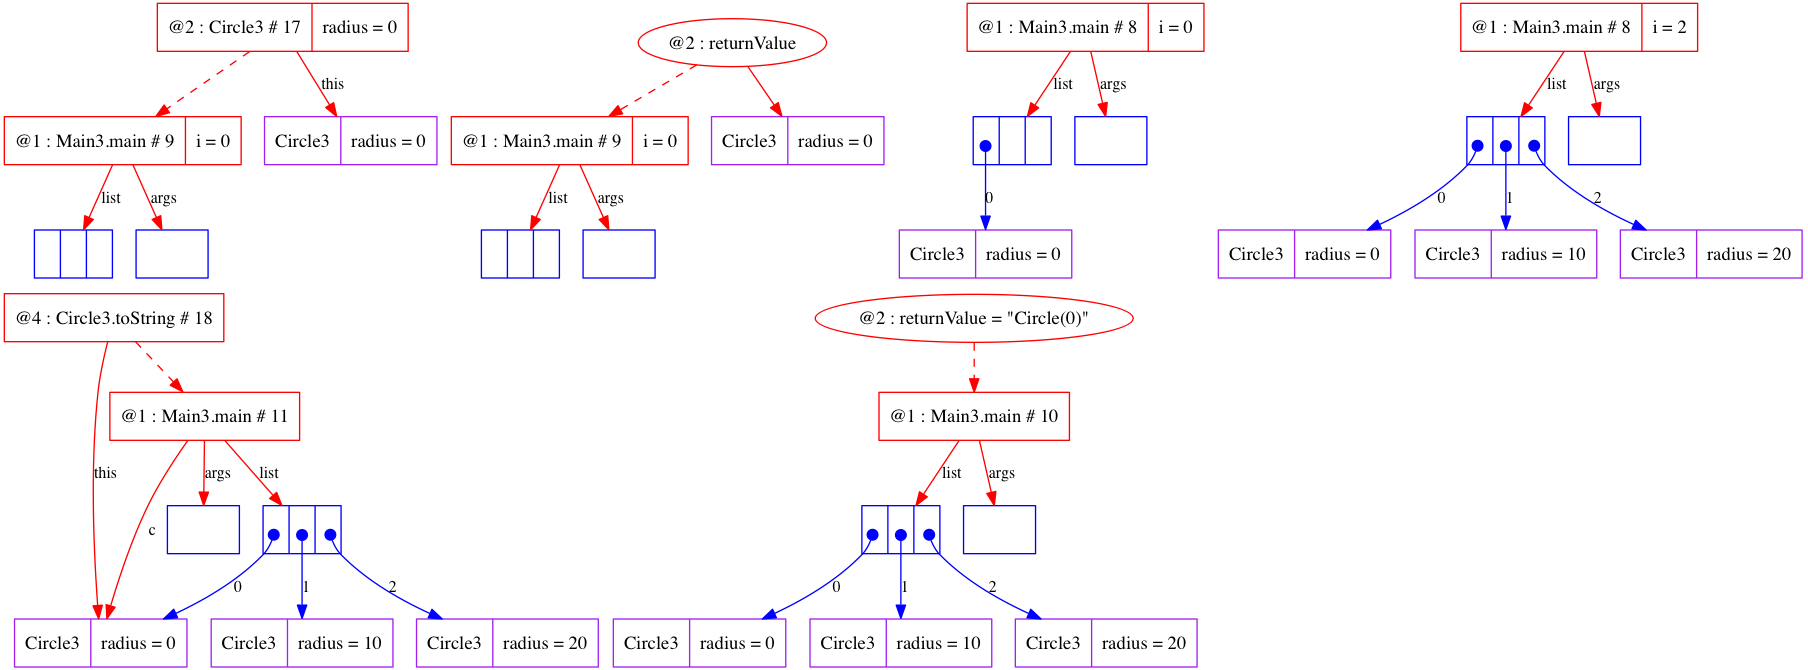 @2 : Circle3 # 17 radius = 0
this
@1 : Main3.main # 9 i = 0
Circle3 radius = 0
list
args
@2 : returnValue
@1 : Main3.main # 9 i = 0
Circle3 radius = 0
list
args
@1 : Main3.main # 8 i = 0
list
args
0
Circle3 radius = 0
@1 : Main3.main # 8 i = 2
list
args
0
1
2
Circle3 radius = 0
Circle3 radius = 10
Circle3 radius = 20
@4 : Circle3.toString # 18
@1 : Main3.main # 11
this
args
list
c
0
1
2
Circle3 radius = 0
Circle3 radius = 10
Circle3 radius = 20
@2 : returnValue = "Circle(0)"
@1 : Main3.main # 10
list
args
0
1
2
Circle3 radius = 0
Circle3 radius = 10
Circle3 radius = 20